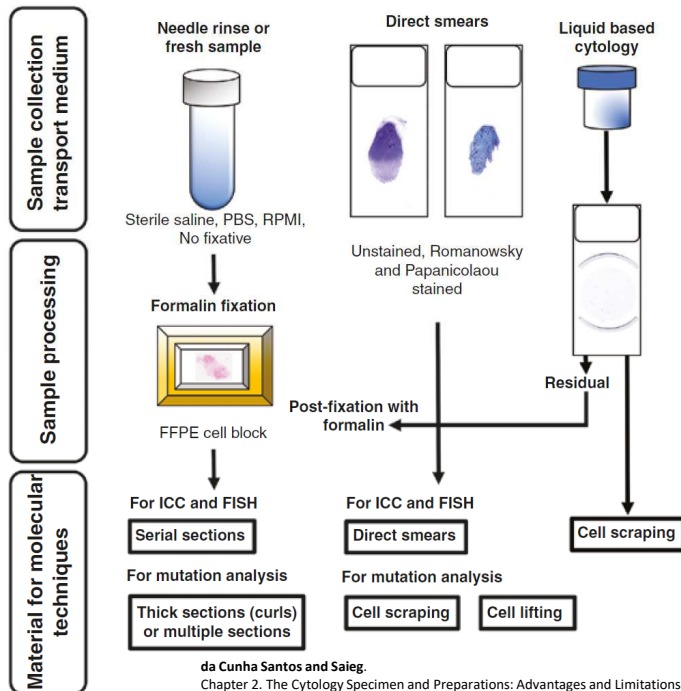 Sample collection
transport medium
Needle rinse or
fresh sample
Direct smears
Liquid based
cytology
Sterile saline, PBS, RPMI,
No fixative
Unstained, Romanowsky
and Papanicolaou
stained
Sample processing
Formalin fixation
FFPE cell block
Post-fixation with
formalin
Residual
Material for molecular
techniques
For ICC and FISH
Serial sections
For mutation analysis
Thick sections (curls)
or multiple sections
For ICC and FISH
Direct smears
For mutation analysis
Cell scraping
Cell lifting
Cell scraping
da Cunha Santos and Saieg.
Chapter 2. The Cytology Specimen and Preparations: Advantages and Limitations